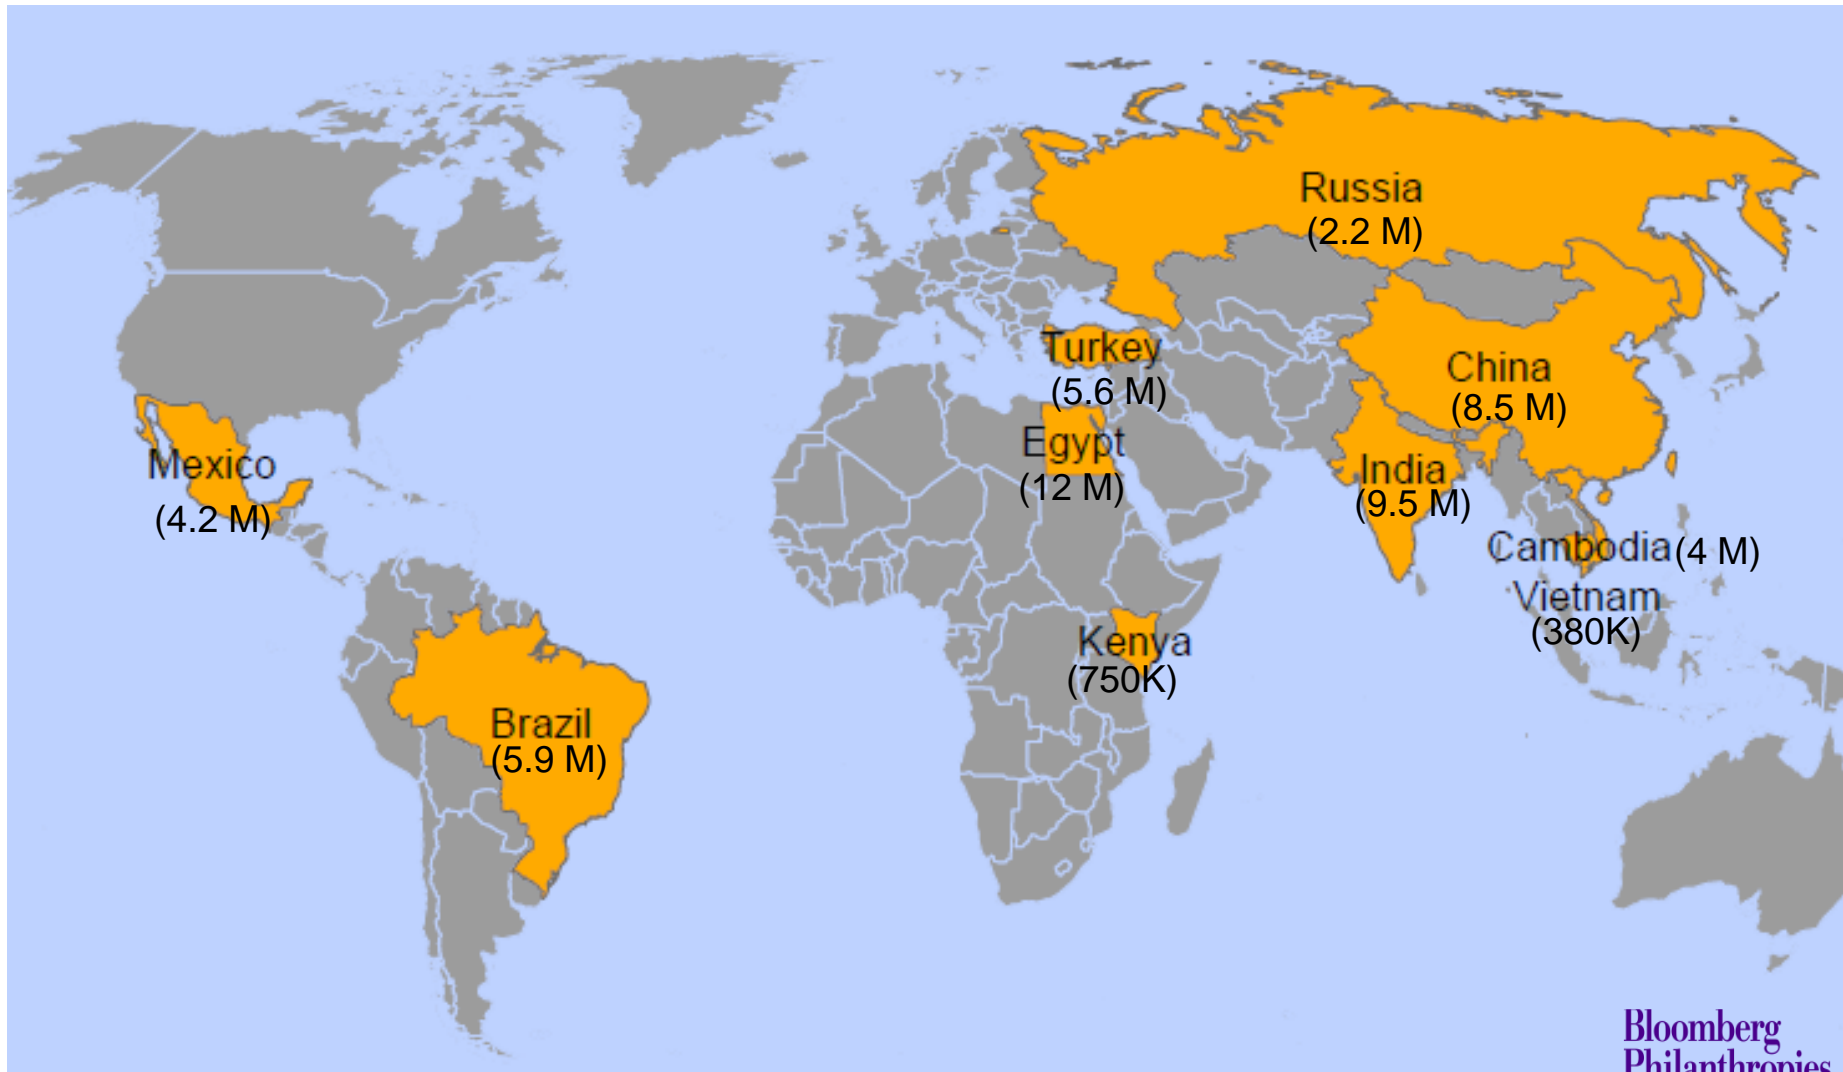 Russia
(2.2 M)
Turkey
(5.6 M)
China
(8.5 M)
Egypt
(12 M)
India
(9.5 M)
Mexico
(4.2 M)
Cambodia (4 M)
Vietnam
(380K)
Kenya
(750K)
Brazil
(5.9 M)
Bloomberg
Philanthropies